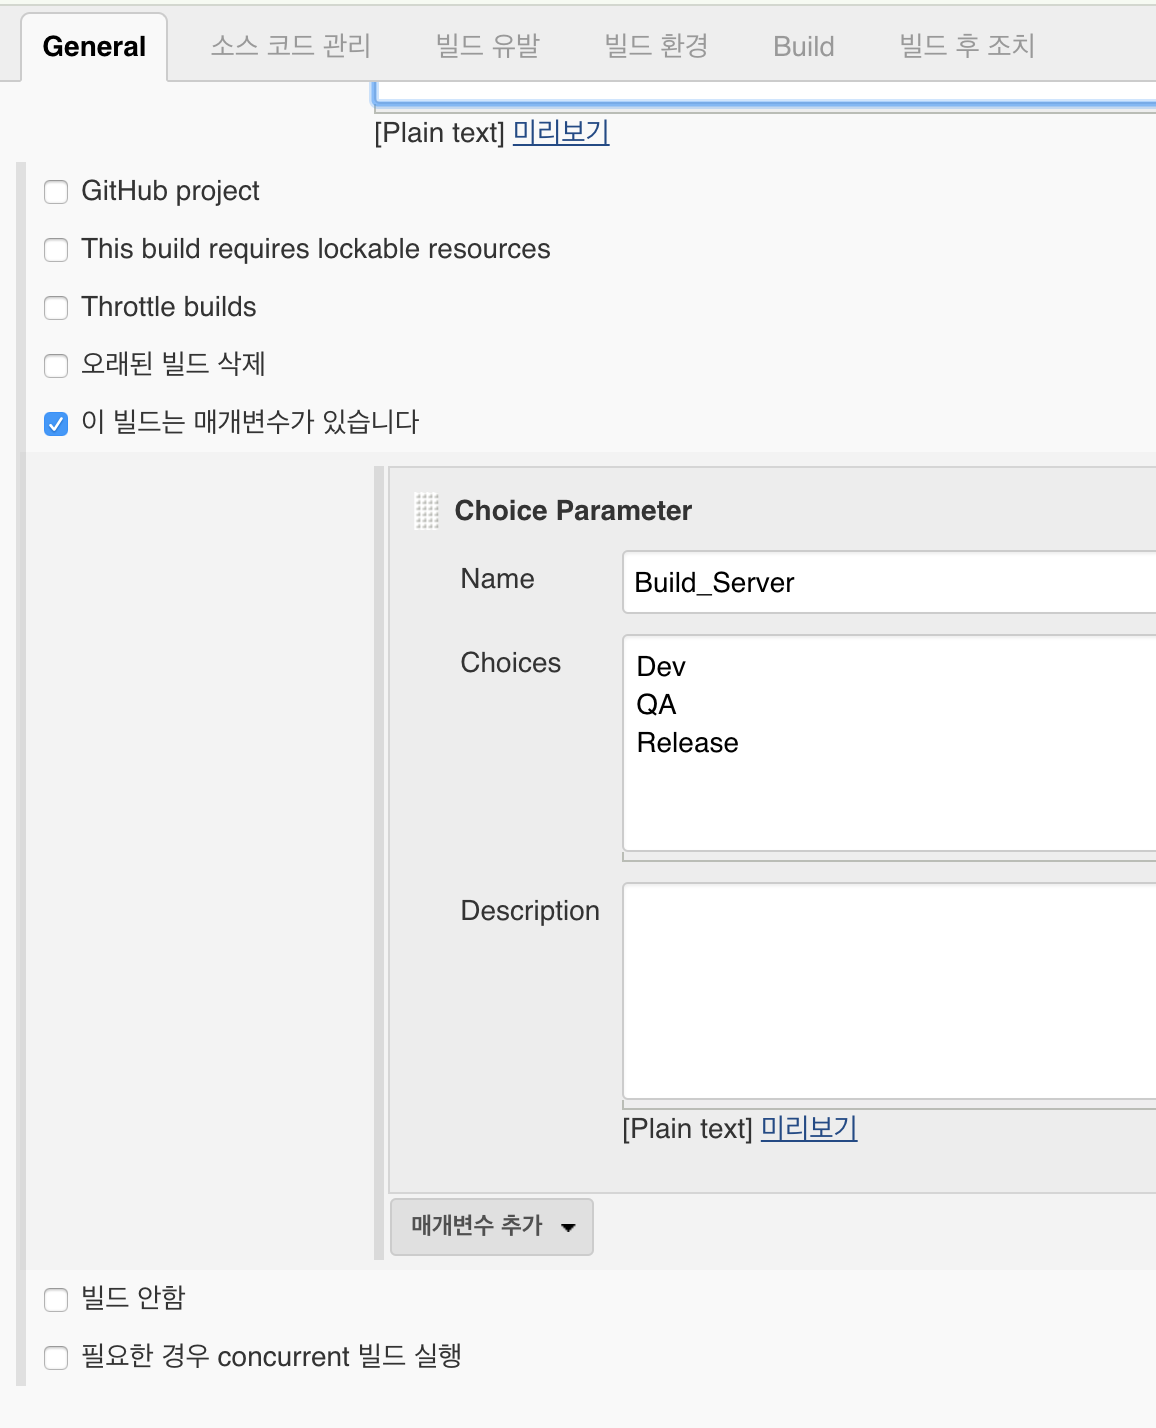 General 소스 코드 관리 빌드 유발 빌드 환경 Build 빌드 후 조치
[Plain text] 미리보기
GitHub project
This build requires lockable resources
Throttle builds
오래된 빌드 삭제
이 빌드는 매개변수가 있습니다
Choice Parameter
Name Build_Server
Choices Dev
QA
Release
Description
[Plain text] 미리보기
매개변수 추가
빌드 안함
필요한 경우 concurrent 빌드 실행